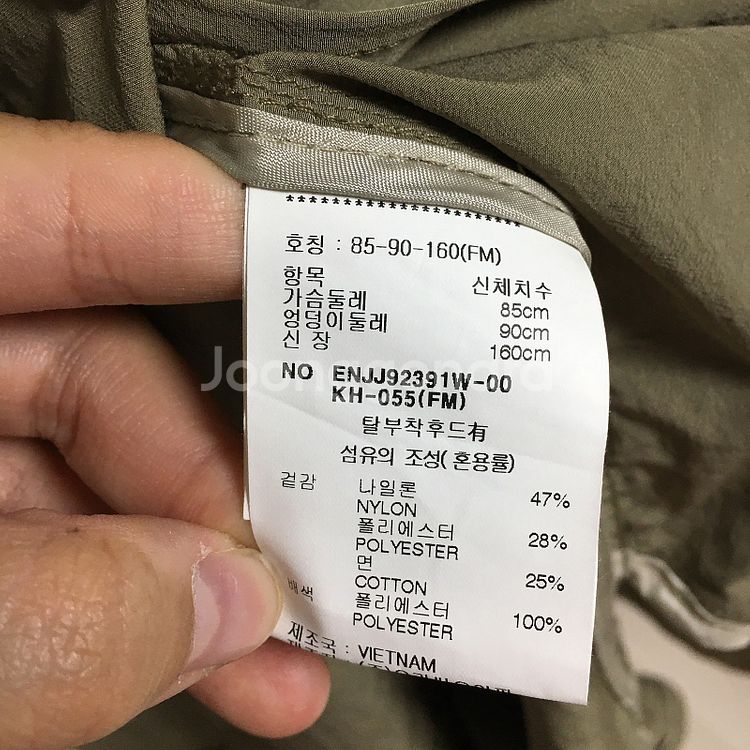 **********************
호칭 : 85-90-160(FM)
항목 신체치수
가슴둘레 85cm
엉덩이둘레 90cm
신 장 160cm
NO ENJJ92391W-00
KH-055(FM)
탈부착후드有
섬유의 조성(혼용률)
겉감 나일론 47%
NYLON
폴리에스터 28%
POLYESTER
면 25%
COTTON
배색 폴리에스터 100%
POLYESTER
제조국 : VIETNAM